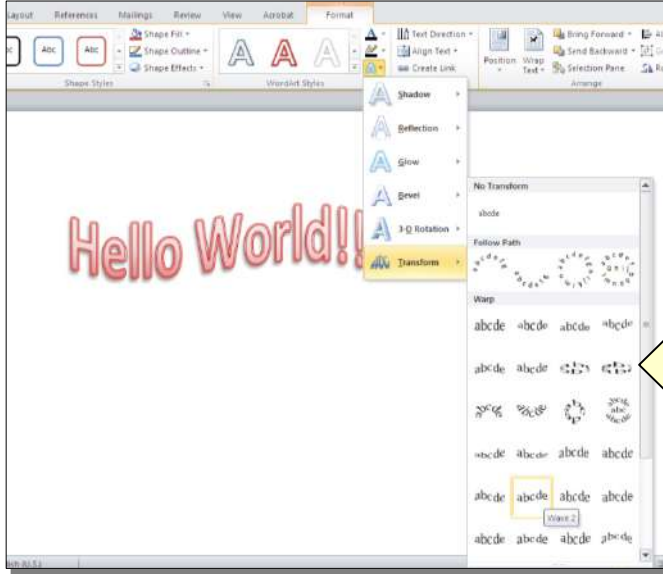 Layout References Mailings Review View Acrobat Format
Abc Abc Shape Fill Text Direction Bring Forward
Shape Outline A A A Align Text Position Wrap Text Send Backward
Shape Effects Create Link Selection Pane
Shape Styles WordArt Styles Arrange
Shadow
Reflection
Glow
Bevel
3-D Rotation
Transform
Hello World!!
No Transform
abcde
Follow Path
Warp
abcde abcde abcde abcde
abcde abcde
abcde abcde abcde abcde
abcde abcde abcde abcde
Wave 2
abcde abcde abcde abcde